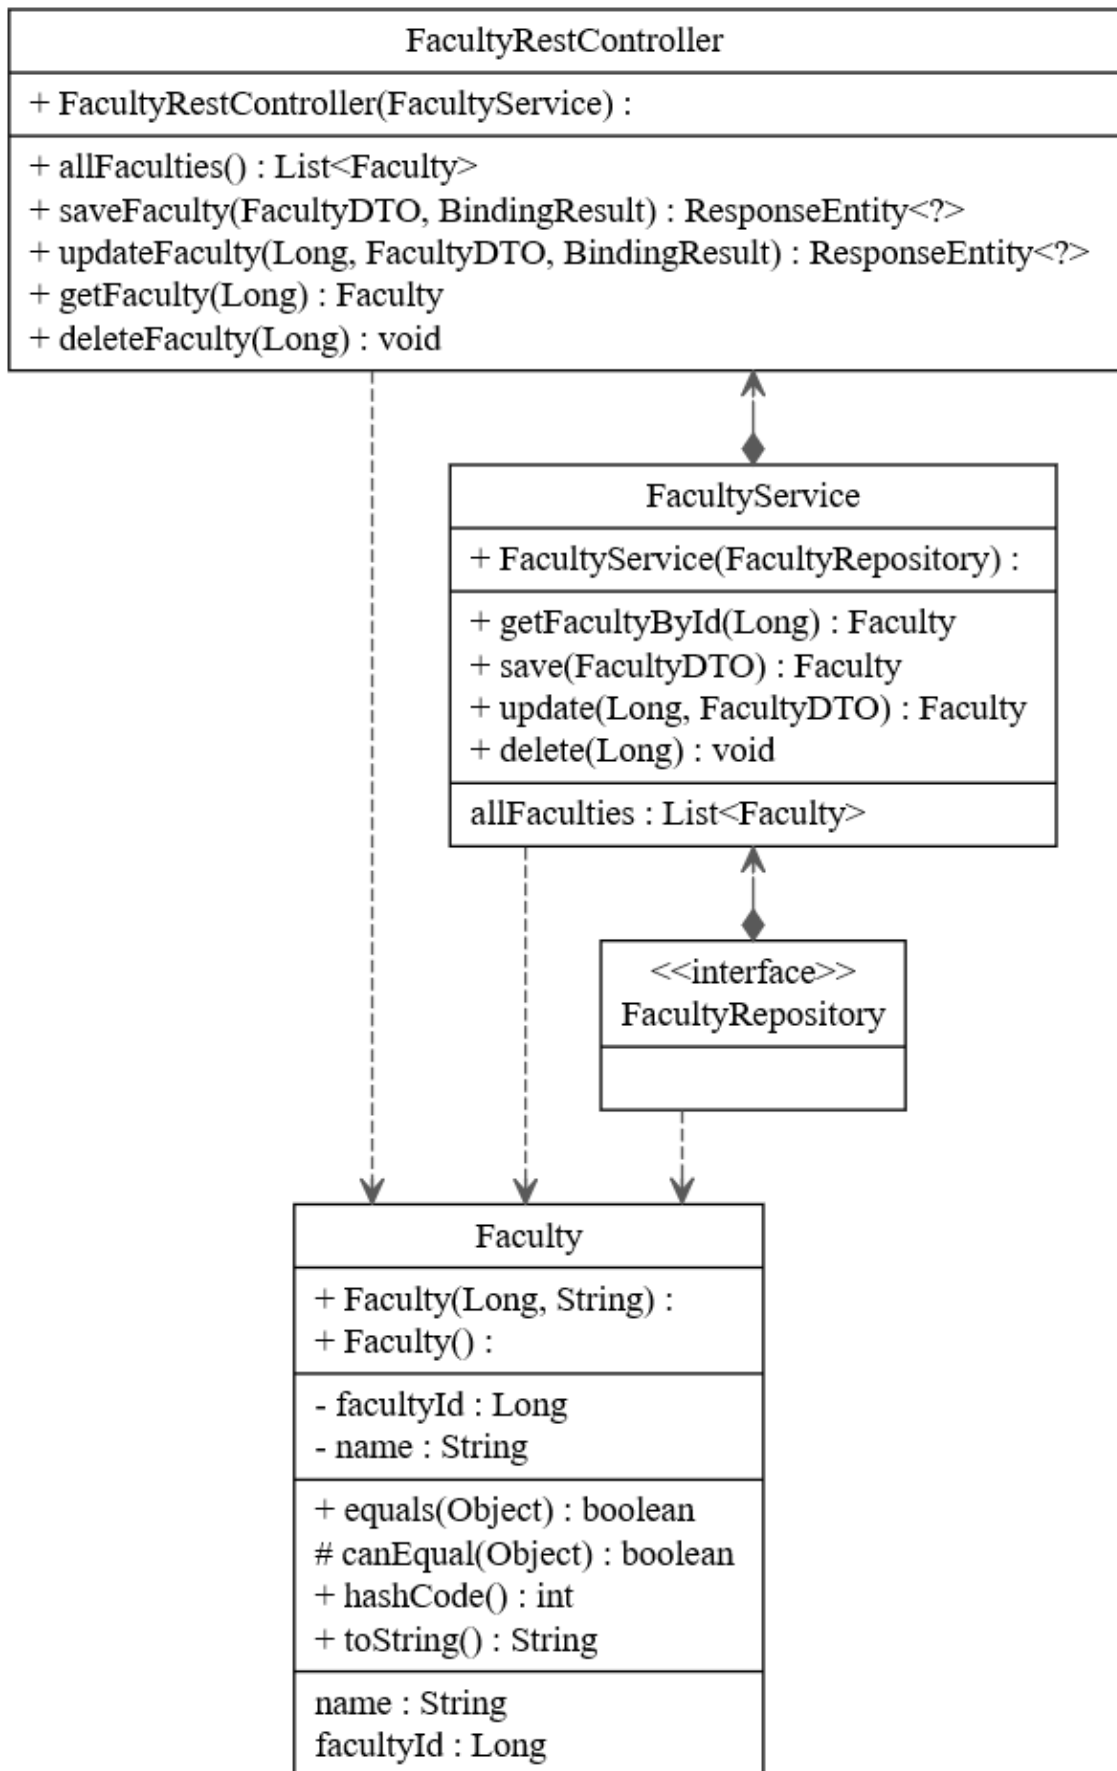 FacultyRestController
+ FacultyRestController(FacultyService) :
+ allFaculties() : List<Faculty>
+ saveFaculty(FacultyDTO, BindingResult) : ResponseEntity<?>
+ updateFaculty(Long, FacultyDTO, BindingResult) : ResponseEntity<?>
+ getFaculty(Long) : Faculty
+ deleteFaculty(Long) : void
FacultyService
+ FacultyService(FacultyRepository) :
+ getFacultyById(Long) : Faculty
+ save(FacultyDTO) : Faculty
+ update(Long, FacultyDTO) : Faculty
+ delete(Long) : void
allFaculties : List<Faculty>
<<interface>>
FacultyRepository
Faculty
+ Faculty(Long, String) :
+ Faculty() :
- facultyId : Long
- name : String
+ equals(Object) : boolean
# canEqual(Object) : boolean
+ hashCode() : int
+ toString() : String
name : String
facultyId : Long